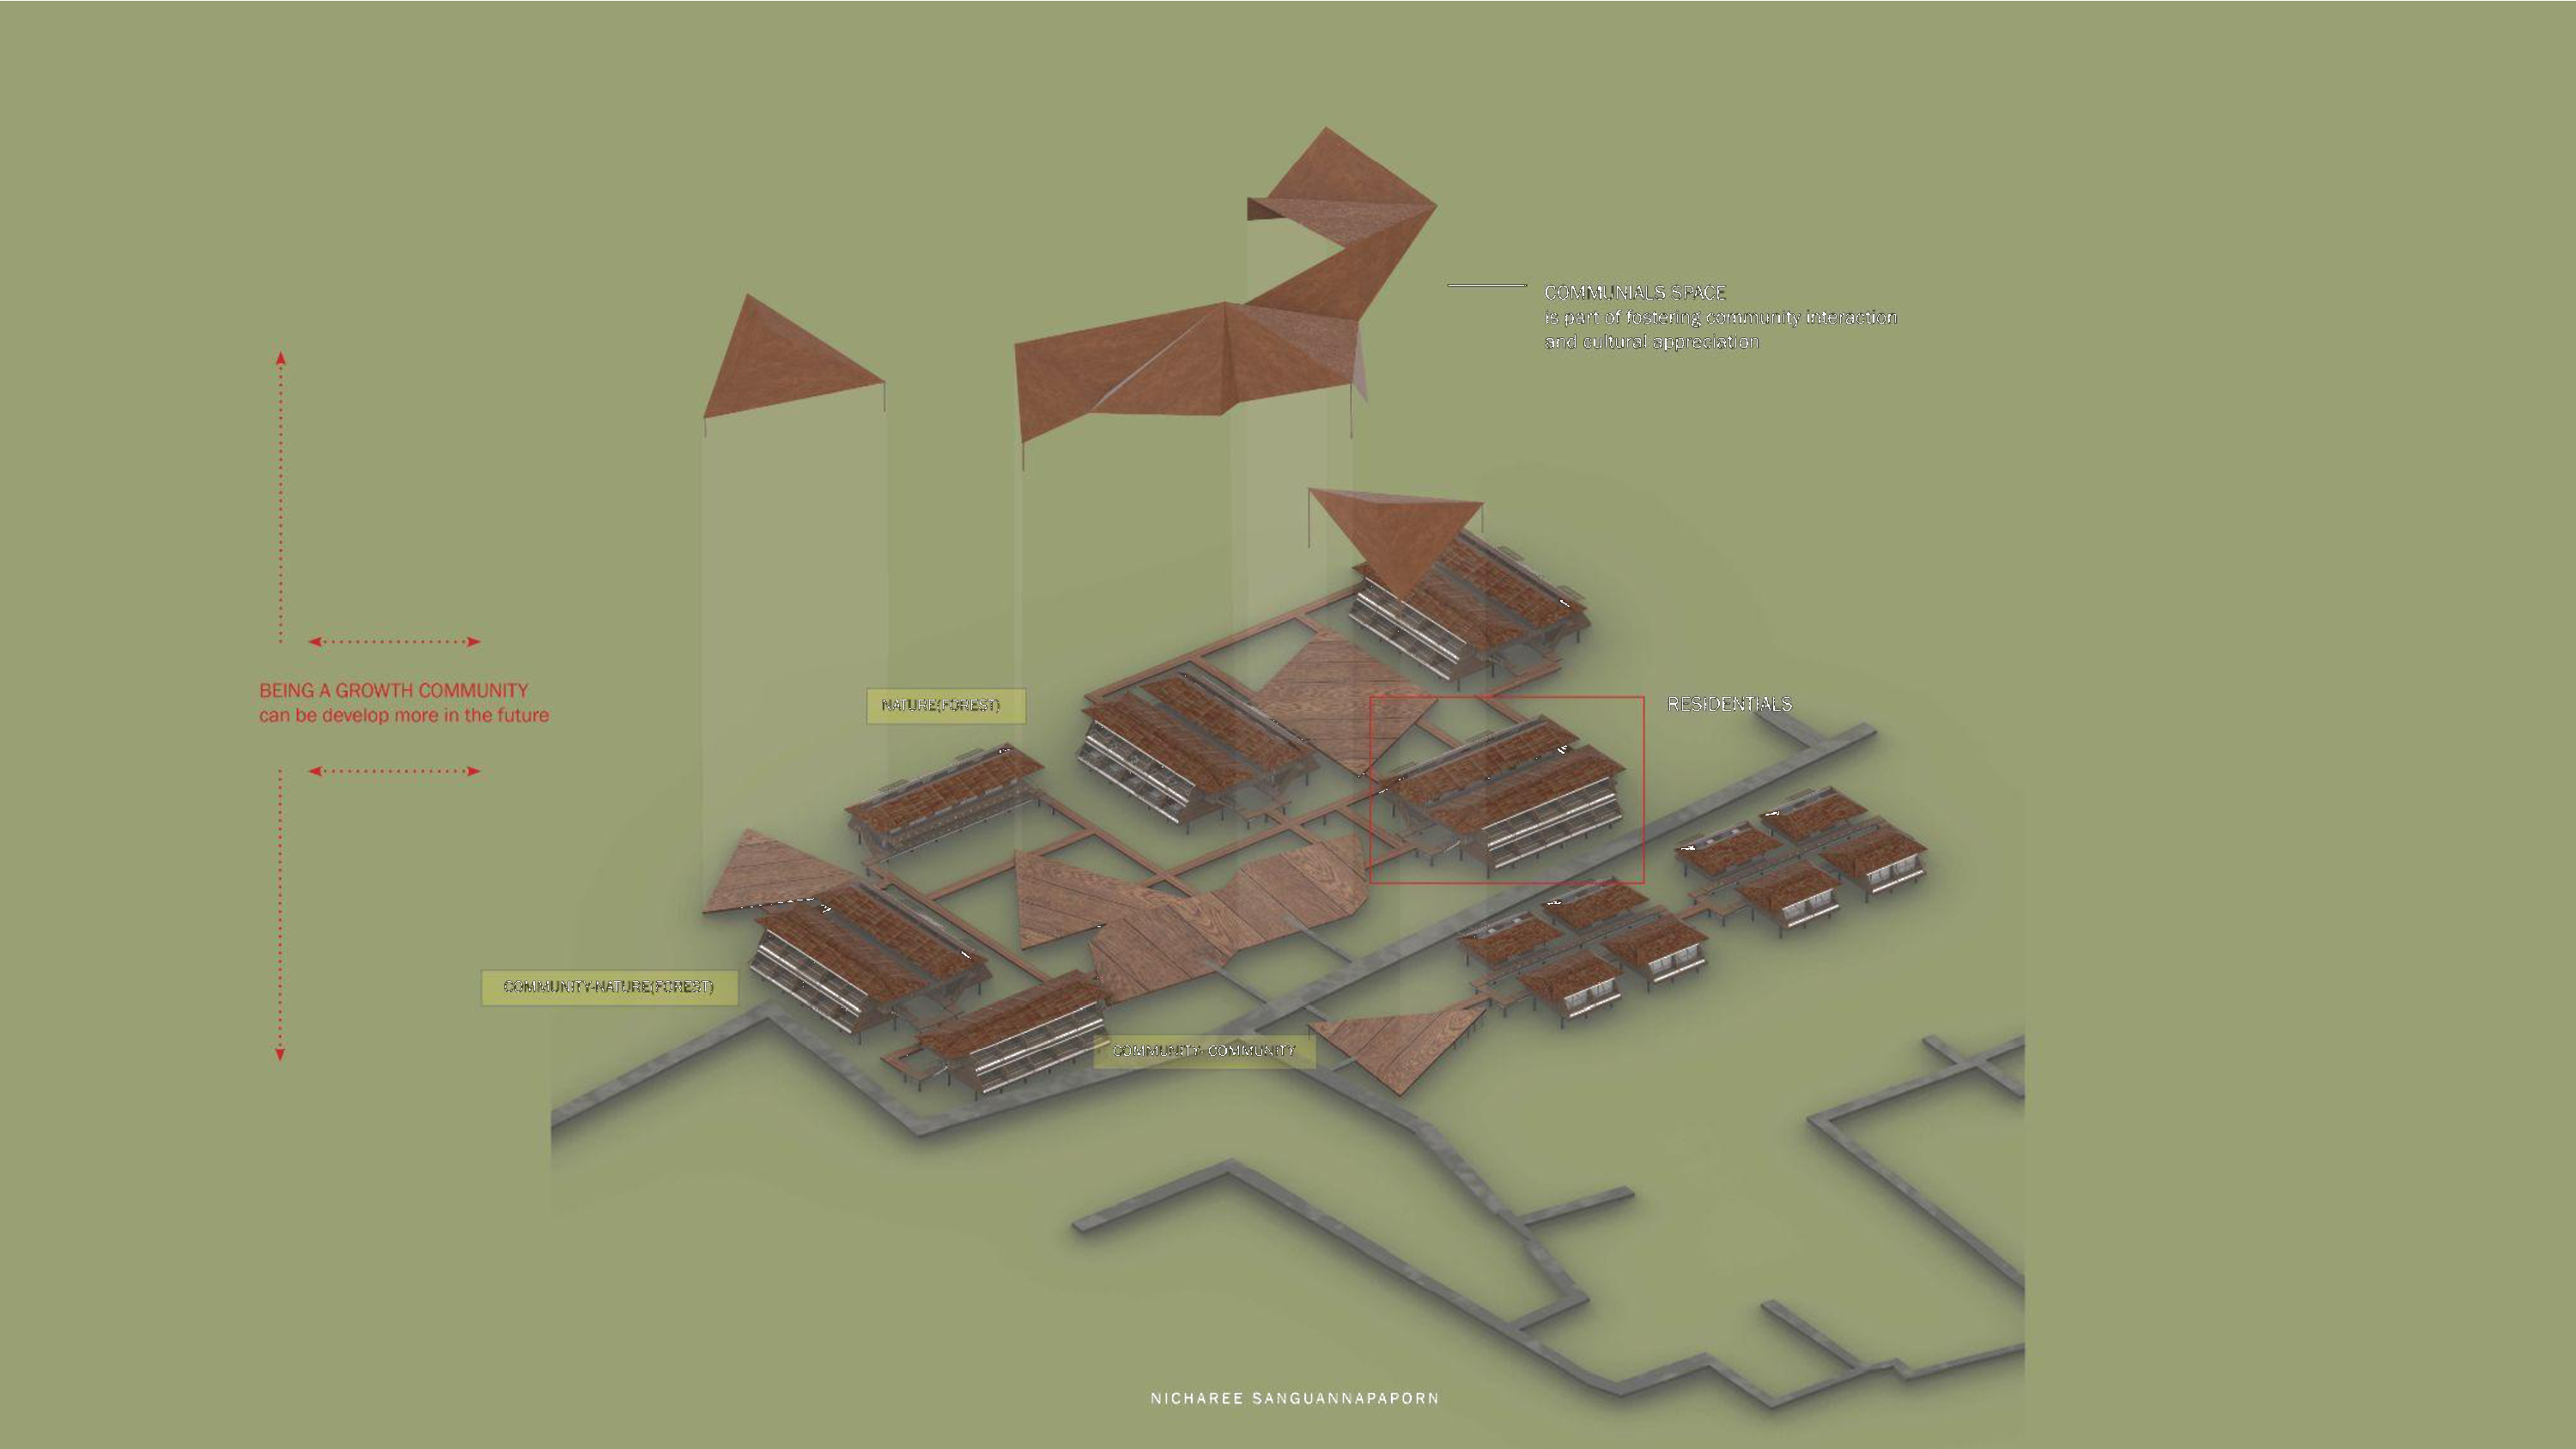 COMMUNIALS SPACE
is part of fostering community interaction
and cultural appreciation
BEING A GROWTH COMMUNITY
can be develop more in the future
NATURE(FOREST)
RESIDENTIALS
COMMUNITY-NATURE(FOREST)
COMMUNITY- COMMUNITY
NICHAREE SANGUANNAPAPORN